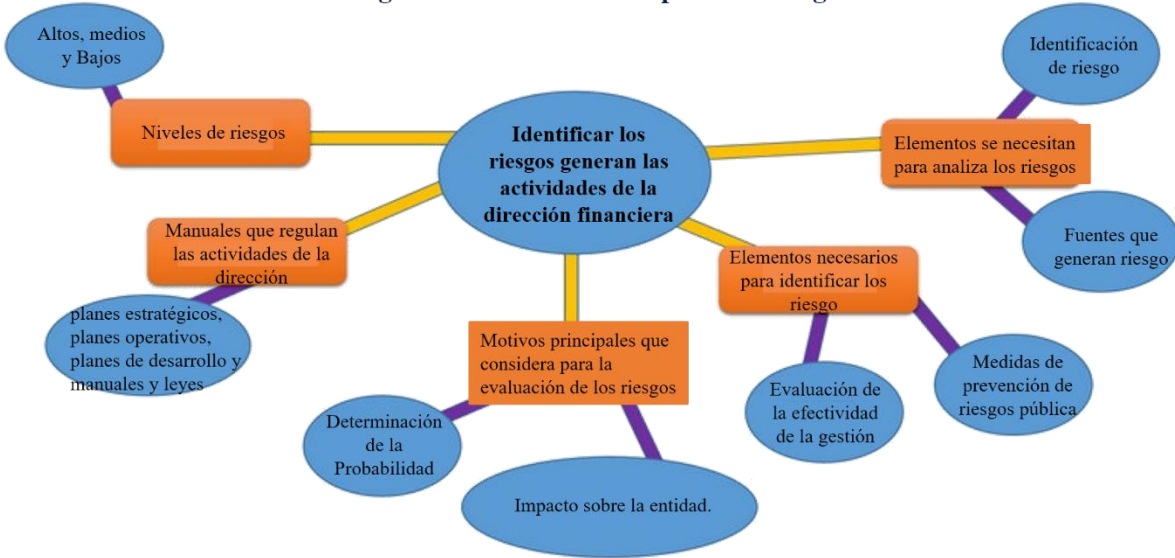 Altos, medios
y Bajos
Niveles de riesgos
Identificar los
riesgos generan las
actividades de la
dirección financiera
Identificación
de riesgo
Elementos se necesitan
para analiza los riesgos
Fuentes que
generan riesgo
Manuales que regulan
las actividades de la
dirección
planes estratégicos,
planes operativos,
planes de desarrollo y
manuales y leyes
Motivos principales que
considera para la
evaluación de los riesgos
Determinación
de la
Probabilidad
Impacto sobre la entidad.
Elementos necesarios
para identificar los
riesgo
Evaluación de
la efectividad
de la gestión
Medidas de
prevención de
riesgos pública